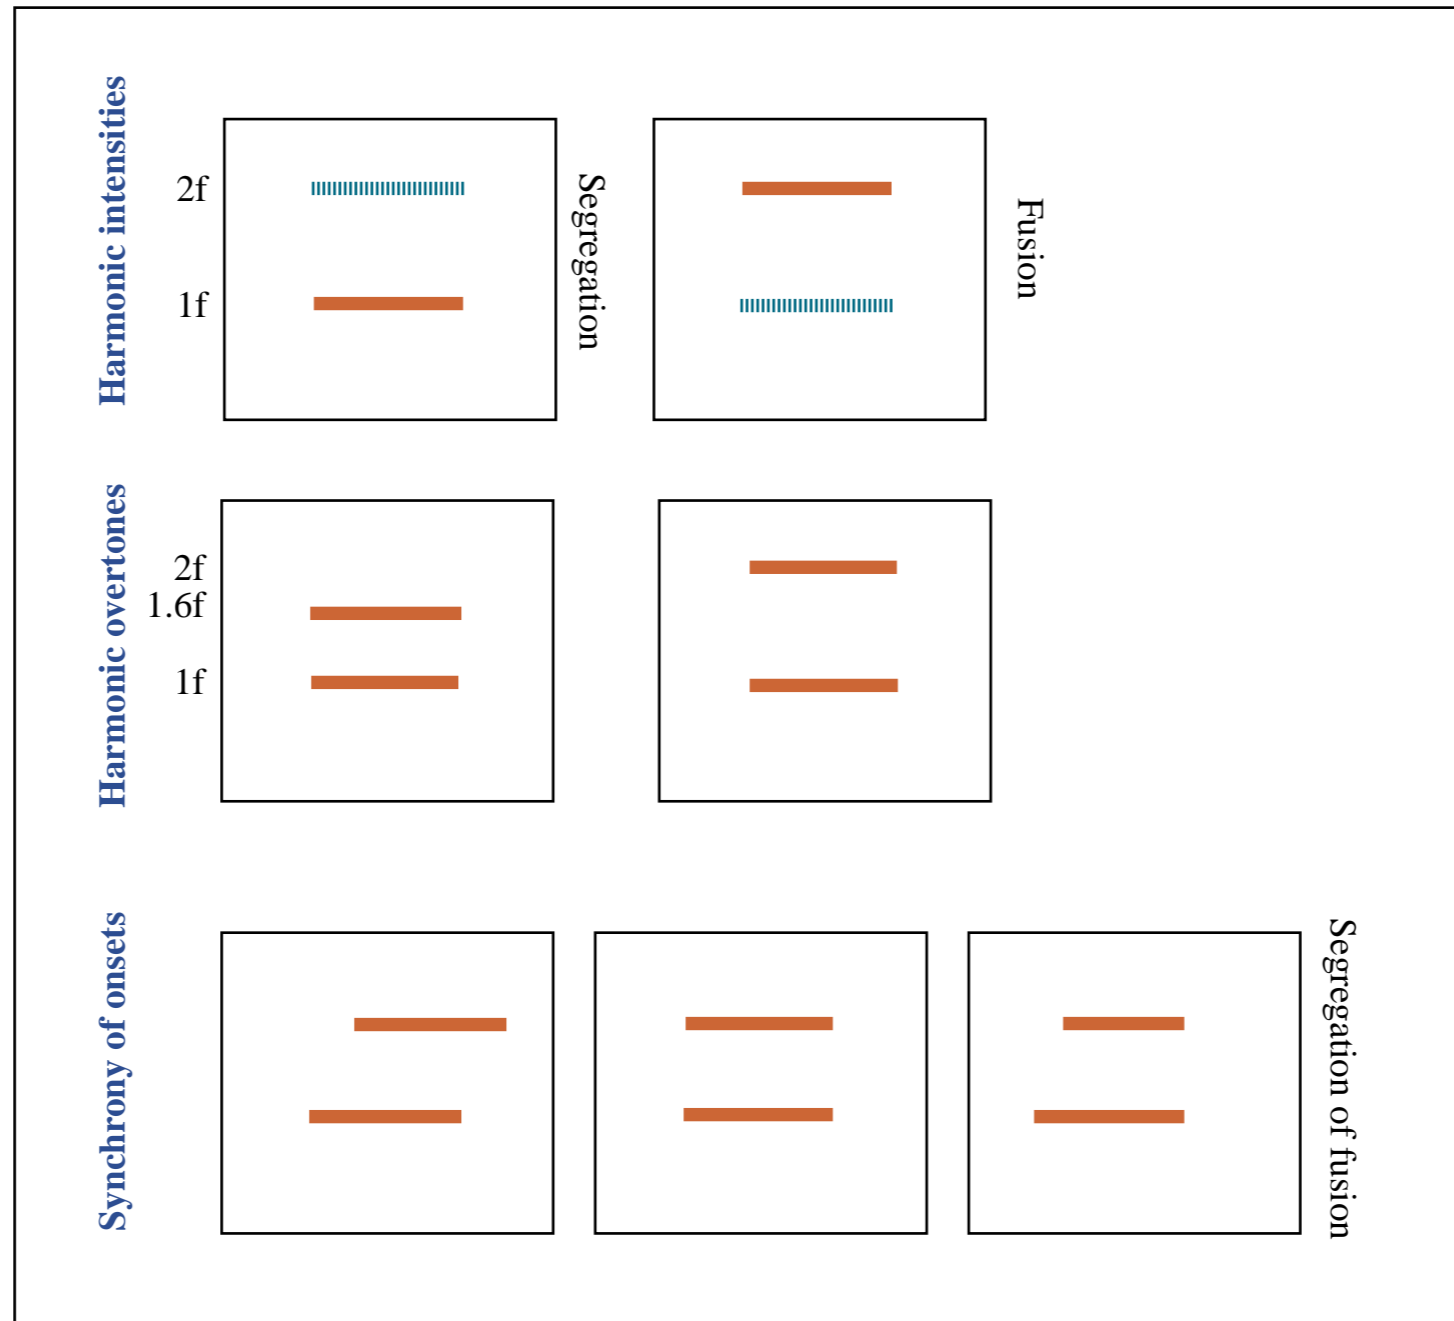 Harmonic intensities
2f
1f
Segregation
Fusion
Harmonic overtones
2f
1.6f
1f
Synchrony of onsets
Segregation of fusion